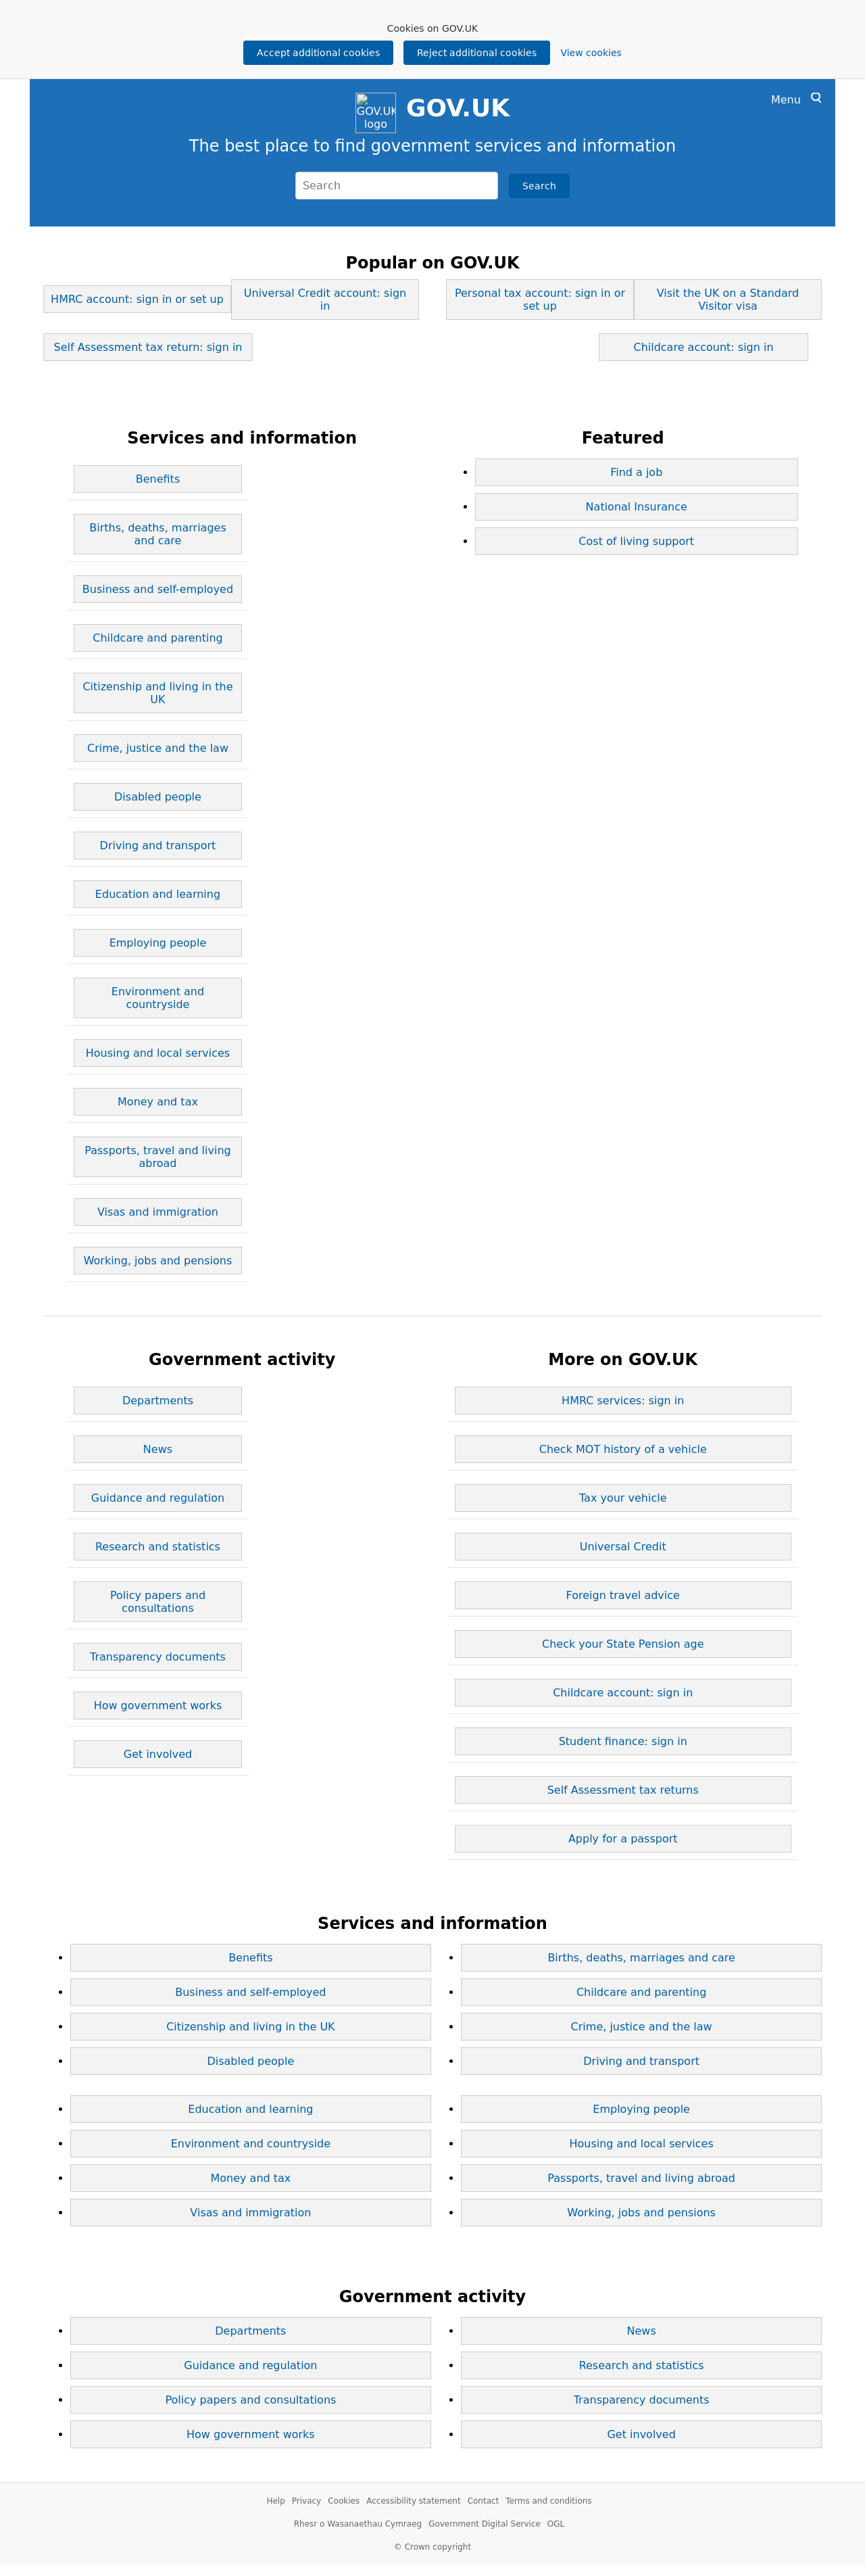 Cookies on GOV.UK
Accept additional cookies
Reject additional cookies
View cookies
GOV.UK
logo
GOV.UK
Menu
The best place to find government services and information
Search
Search
Popular on GOV.UK
HMRC account: sign in or set up
Universal Credit account: sign
in
Personal tax account: sign in or
set up
Visit the UK on a Standard
Visitor visa
Self Assessment tax return: sign in
Childcare account: sign in
Services and information
Benefits
Births, deaths, marriages
and care
Business and self-employed
Childcare and parenting
Citizenship and living in the
UK
Crime, justice and the law
Disabled people
Driving and transport
Education and learning
Employing people
Environment and
countryside
Housing and local services
Money and tax
Passports, travel and living
abroad
Visas and immigration
Working, jobs and pensions
Featured
Find a job
National Insurance
Cost of living support
Government activity
Departments
News
Guidance and regulation
Research and statistics
Policy papers and
consultations
Transparency documents
How government works
Get involved
More on GOV.UK
HMRC services: sign in
Check MOT history of a vehicle
Tax your vehicle
Universal Credit
Foreign travel advice
Check your State Pension age
Childcare account: sign in
Student finance: sign in
Self Assessment tax returns
Apply for a passport
Services and information
Benefits
Births, deaths, marriages and care
Business and self-employed
Childcare and parenting
Citizenship and living in the UK
Crime, justice and the law
Disabled people
Driving and transport
Education and learning
Employing people
Environment and countryside
Housing and local services
Money and tax
Passports, travel and living abroad
Visas and immigration
Working, jobs and pensions
Government activity
Departments
News
Guidance and regulation
Research and statistics
Policy papers and consultations
Transparency documents
How government works
Get involved
Help Privacy Cookies Accessibility statement Contact Terms and conditions
Rhesr o Wasanaethau Cymraeg Government Digital Service OGL
© Crown copyright